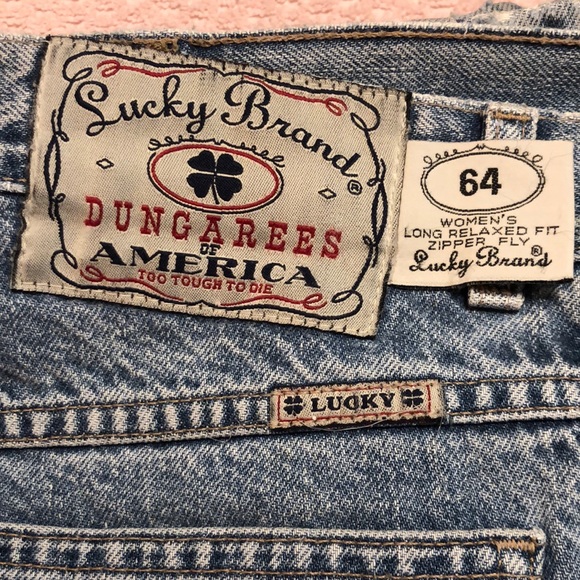 Lucky Brand®
DUNGAREES
OF
AMERICA
TOO TOUGH TO DIE
64
WOMEN'S
LONG RELAXED FIT
ZIPPER FLY
Lucky Brand®
LUCKY